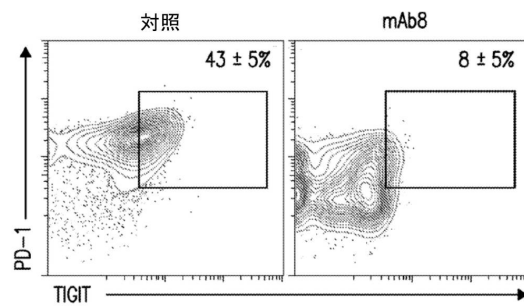 対照
mAb8
43 ± 5%
8 ± 5%
PD-1
TIGIT